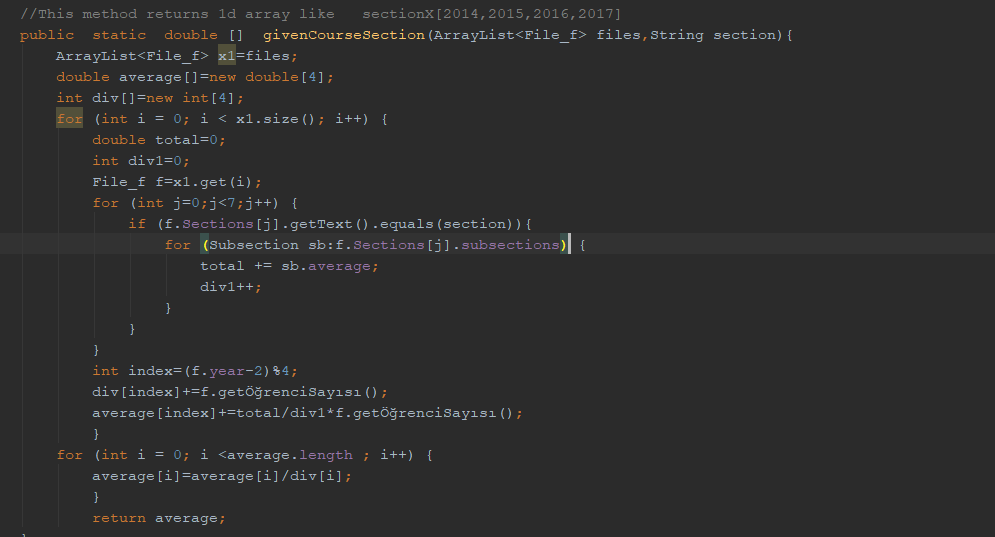 //This method returns 1d array like   sectionX[2014,2015,2016,2017]
public  static  double []  givenCourseSection(ArrayList<File_f> files,String section){
    ArrayList<File_f> x1=files;
    double average[]=new double[4];
    int div[]=new int[4];
    for (int i = 0; i < x1.size(); i++) {
        double total=0;
        int div1=0;
        File_f f=x1.get(i);
        for (int j=0;j<7;j++) {
            if (f.Sections[j].getText().equals(section)){
                for (Subsection sb:f.Sections[j].subsections) {
                    total += sb.average;
                    div1++;
                }
            }
        }
        int index=(f.year-2)%4;
        div[index]+=f.getÖğrenciSayısı();
        average[index]+=total/div1*f.getÖğrenciSayısı();
        }
    for (int i = 0; i <average.length ; i++) {
        average[i]=average[i]/div[i];
        }
        return average;